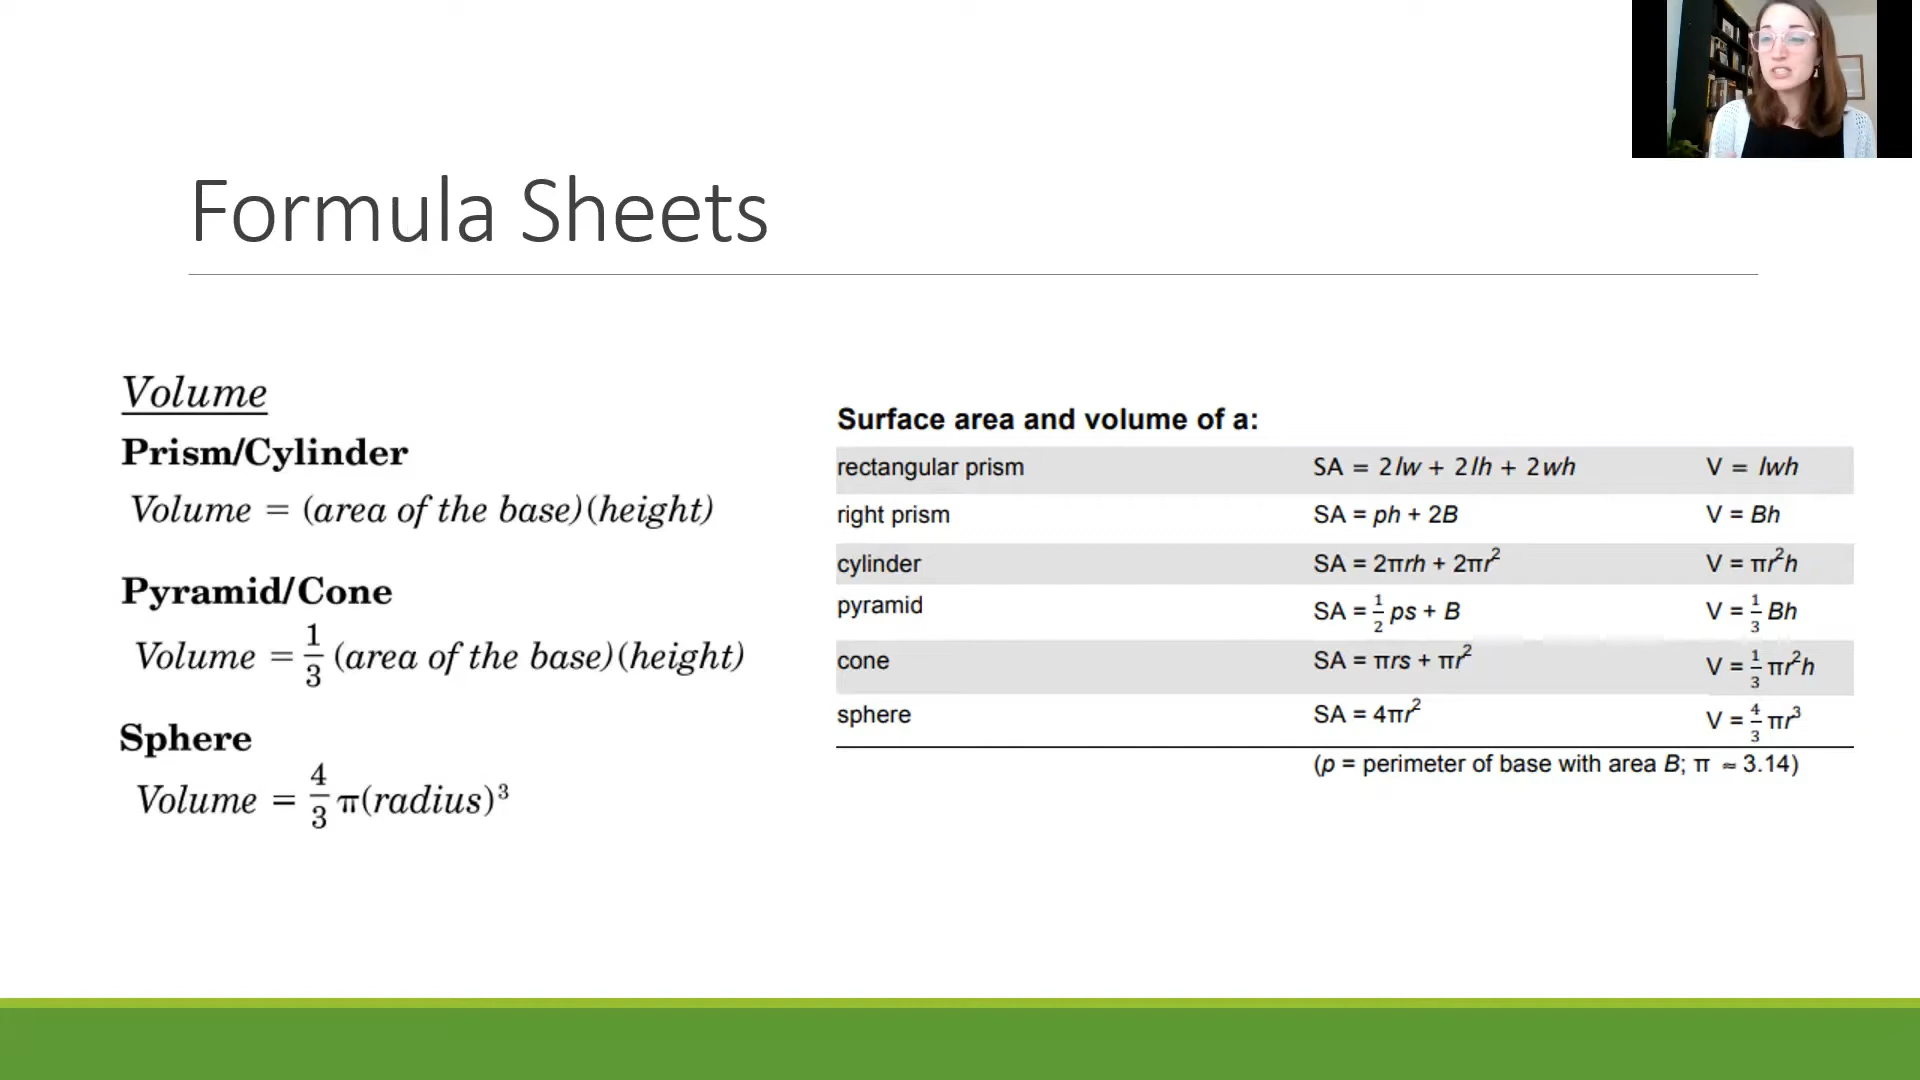 Formula Sheets
Volume
Prism/Cylinder
Volume = (area of the base)(height)
Pyramid/Cone
Volume = 1/3 (area of the base)(height)
Sphere
Volume = 4/3 π(radius)³
Surface area and volume of a:
rectangular prism SA = 2lw + 2lh + 2wh V = lwh
right prism SA = ph + 2B V = Bh
cylinder SA = 2πrh + 2πr² V = πr²h
pyramid SA = 1/2 ps + B V = 1/3 Bh
cone SA = πrs + πr² V = 1/3 πr²h
sphere SA = 4πr² V = 4/3 πr³
(p = perimeter of base with area B; π ≈ 3.14)